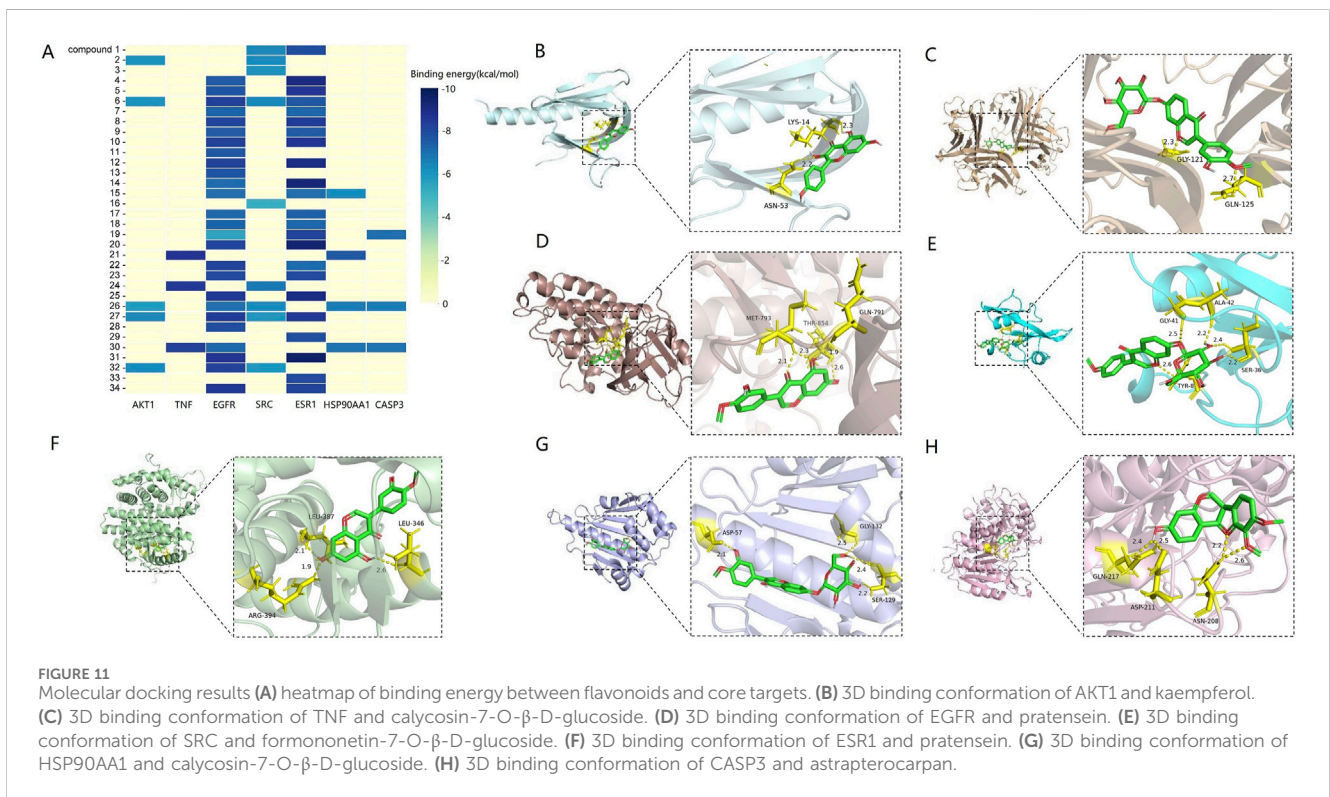 A
compound 1
2
3
4
5
6
7
8
9
10
11
12
13
14
15
16
17
18
19
20
21
22
23
24
25
26
27
28
29
30
31
32
33
34
AKT1 TNF EGFR SRC ESR1 HSP90AA1 CASP3
Binding energy(kcal/mol)
-10
-8
-6
-4
-2
0
B
LYS-14
2.3
2.2
ASN-53
C
2.3
GLY-121
2.7
GLN-125
D
MET-793
THR-854
GLN-791
2.3
1.9
2.1
2.6
E
ALA-42
GLY-41
2.5
2.2
2.4
2.2
SER-36
2.6
TYR-8
F
LEU-387
LEU-346
2.1
1.9
2.6
ARG-394
G
ASP-57
2.1
GLY-132
2.5
2.4
2.2
SER-129
H
2.4
2.5
2.2
2.6
GLN-217
ASP-211
ASN-208
FIGURE 11
Molecular docking results (A) heatmap of binding energy between flavonoids and core targets. (B) 3D binding conformation of AKT1 and kaempferol.
(C) 3D binding conformation of TNF and calycosin-7-O-β-D-glucoside. (D) 3D binding conformation of EGFR and pratensein. (E) 3D binding
conformation of SRC and formononetin-7-O-β-D-glucoside. (F) 3D binding conformation of ESR1 and pratensein. (G) 3D binding conformation of
HSP90AA1 and calycosin-7-O-β-D-glucoside. (H) 3D binding conformation of CASP3 and astrapterocarpan.